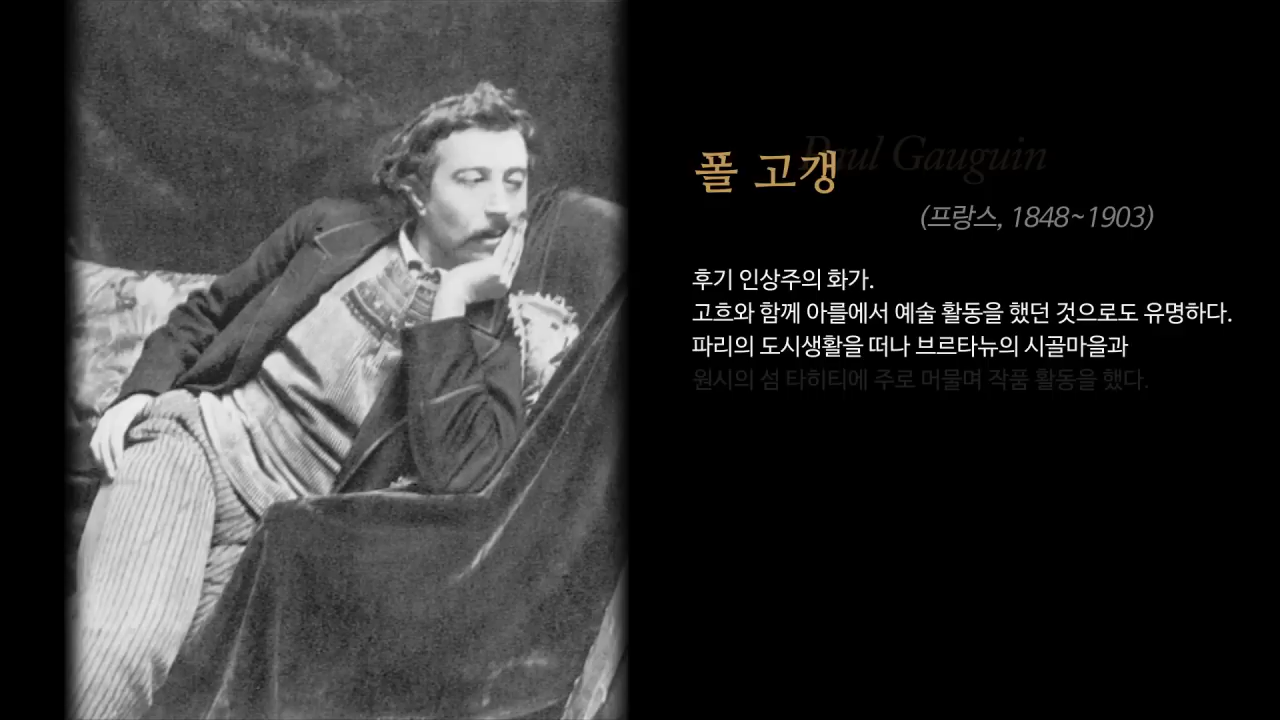 폴 고갱 Paul Gauguin
(프랑스, 1848~1903)
후기 인상주의 화가.
고흐와 함께 아를에서 예술 활동을 했던 것으로도 유명하다.
파리의 도시생활을 떠나 브르타뉴의 시골마을과
원시의 섬 타히티에 주로 머물며 작품 활동을 했다.